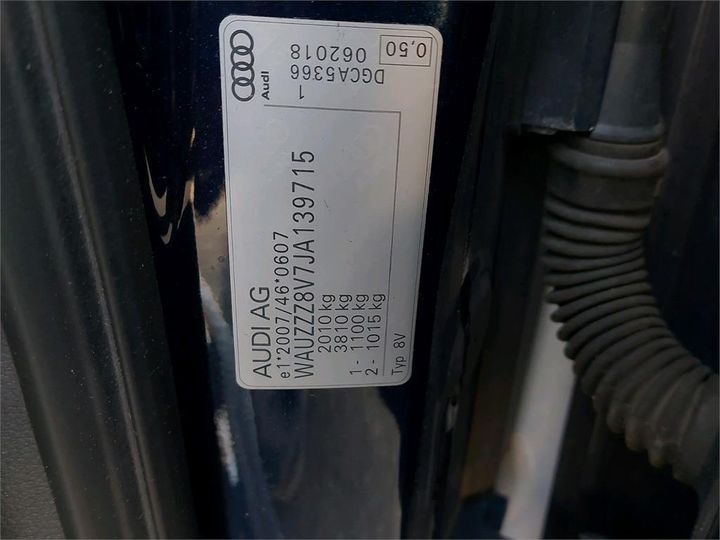 AUDI AG
e1*2007/46*0607
WAUZZZ8V7JA139715
2010 kg
3810 kg
1 - 1100 kg
2 - 1015 kg
Typ 8V
Audi
1
DGCA5366
062018
0,50